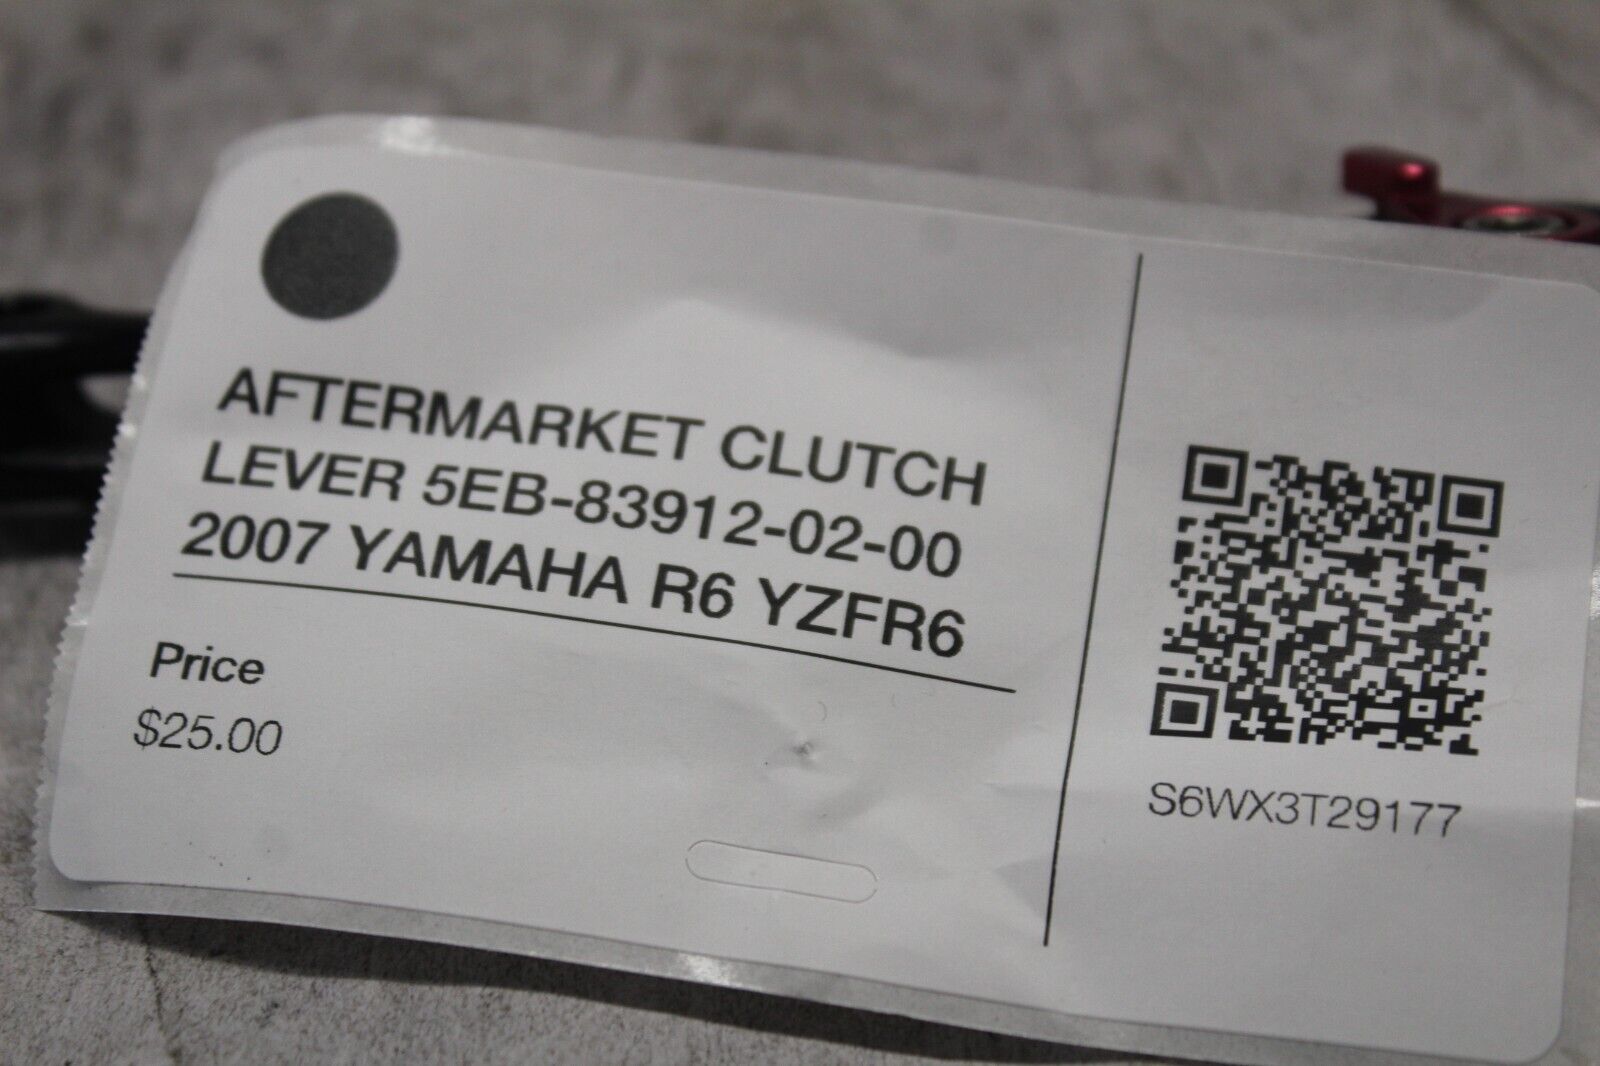 AFTERMARKET CLUTCH
LEVER 5EB-83912-02-00
2007 YAMAHA R6 YZFR6
Price
$25.00
S6WX3T29177